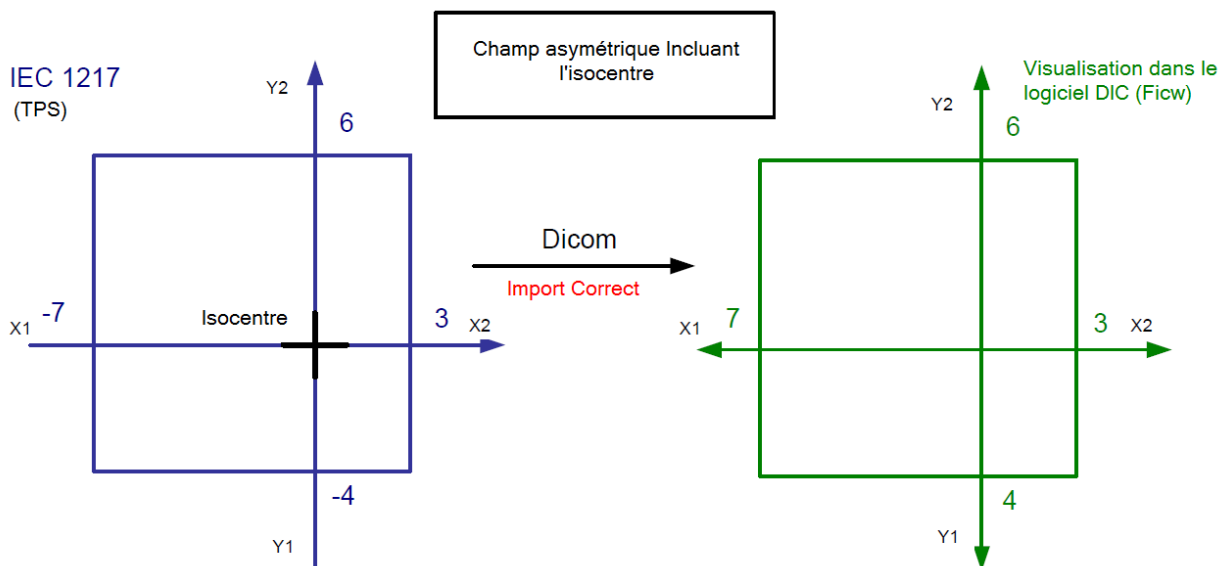 Champ asymétrique Incluant
l'isocentre
IEC 1217
(TPS)
Y2
6
-7
X1
Isocentre
3
X2
-4
Y1
Dicom
Import Correct
Visualisation dans le
logiciel DIC (Ficw)
Y2
6
X1
7
3
X2
4
Y1